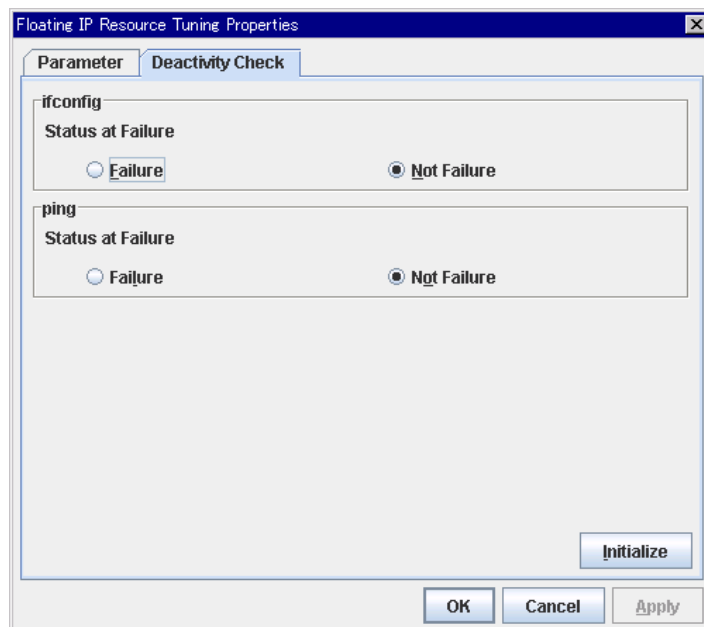 Floating IP Resource Tuning Properties
Parameter Deactivity Check
ifconfig
Status at Failure
Failure Not Failure
ping
Status at Failure
Failure Not Failure
Initialize
OK Cancel Apply